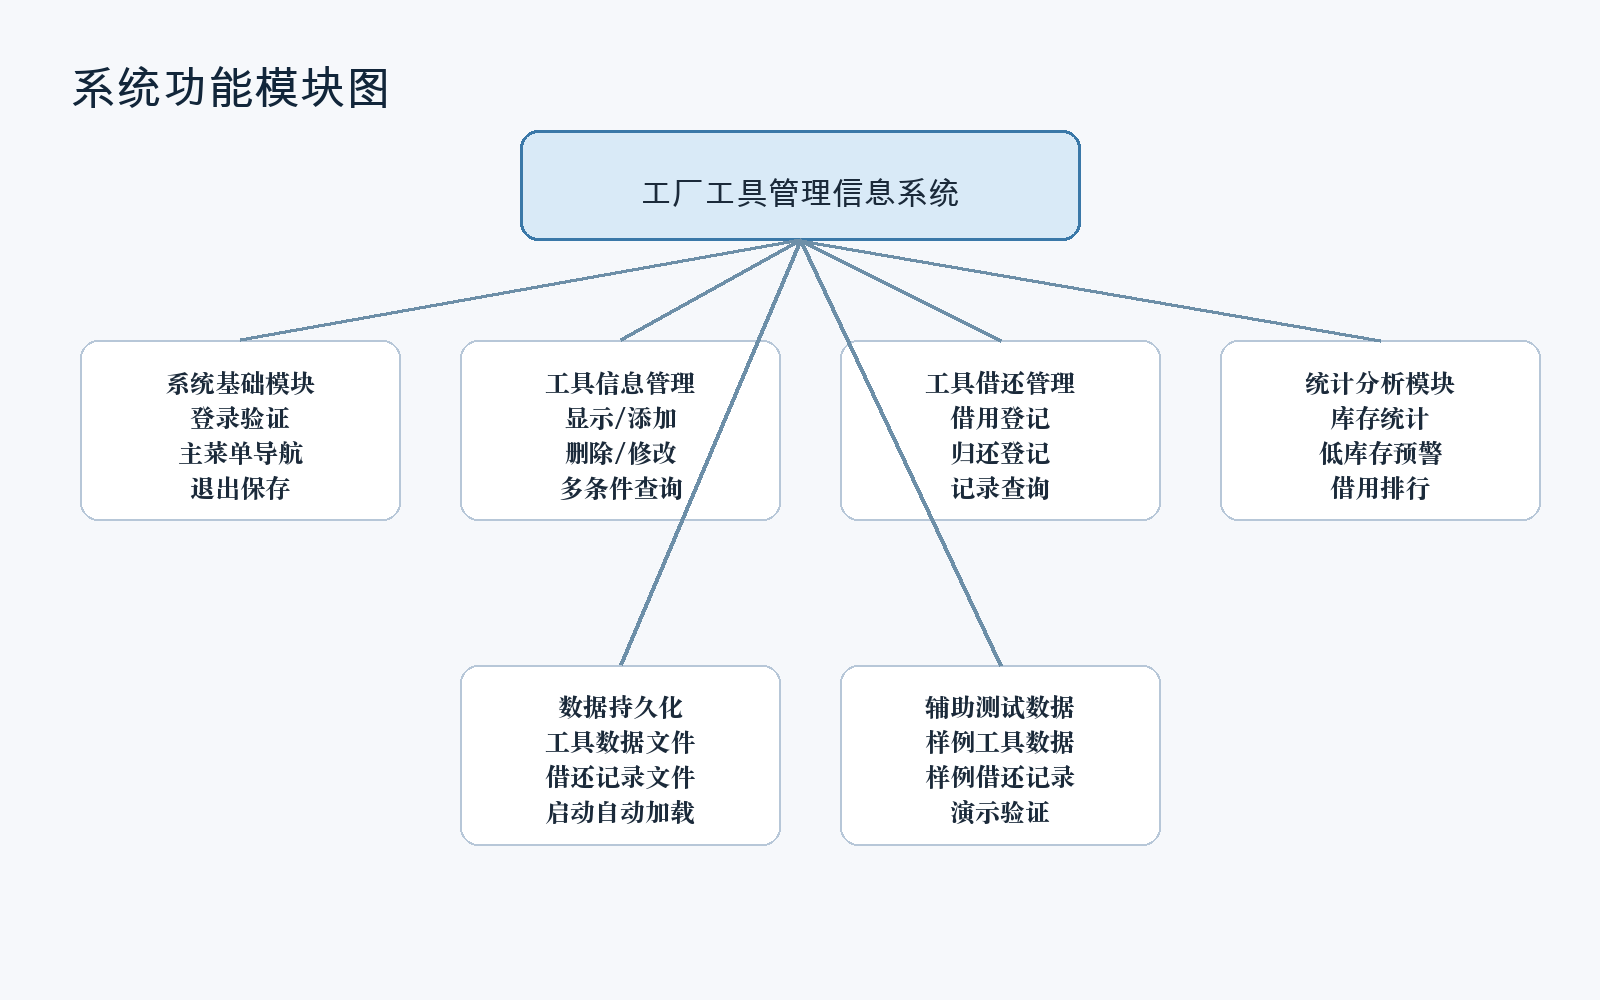 系统功能模块图
工厂工具管理信息系统
系统基础模块
登录验证
主菜单导航
退出保存
工具信息管理
显示/添加
删除/修改
多条件查询
工具借还管理
借用登记
归还登记
记录查询
统计分析模块
库存统计
低库存预警
借用排行
数据持久化
工具数据文件
借还记录文件
启动自动加载
辅助测试数据
样例工具数据
样例借还记录
演示验证